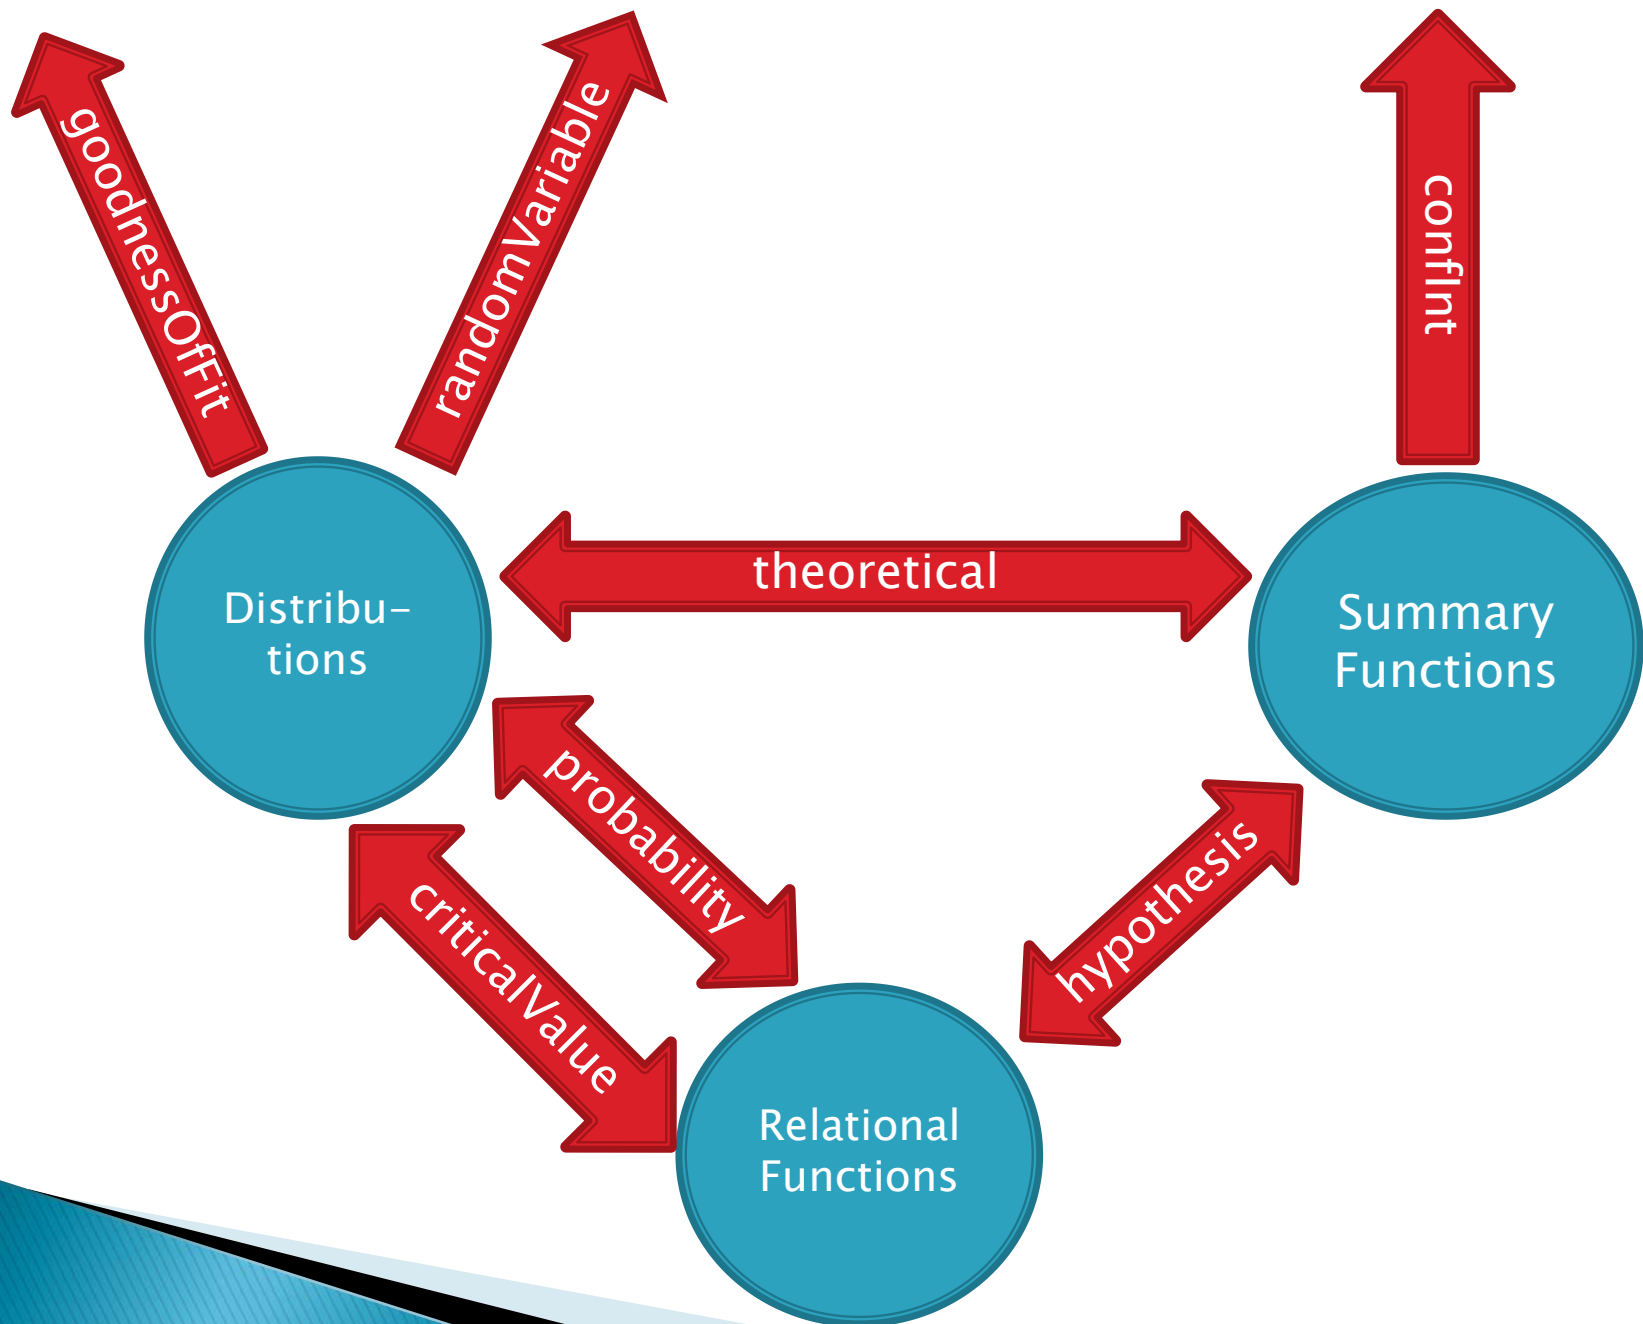 goodnessOfFit
randomVariable
confInt
theoretical
Distribu-
tions
Summary
Functions
probability
criticalValue
hypothesis
Relational
Functions